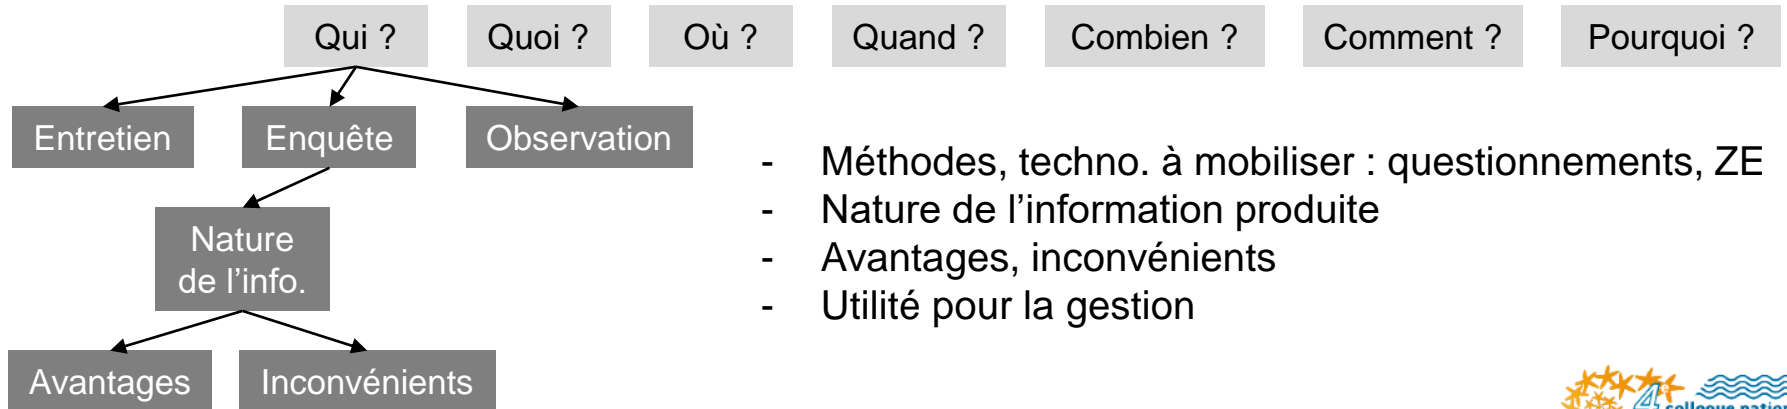 Qui ? Quoi ? Où ? Quand ? Combien ? Comment ? Pourquoi ?
Entretien Enquête Observation
Nature
de l'info.
Avantages Inconvénients
- Méthodes, techno. à mobiliser : questionnements, ZE
- Nature de l'information produite
- Avantages, inconvénients
- Utilité pour la gestion
4